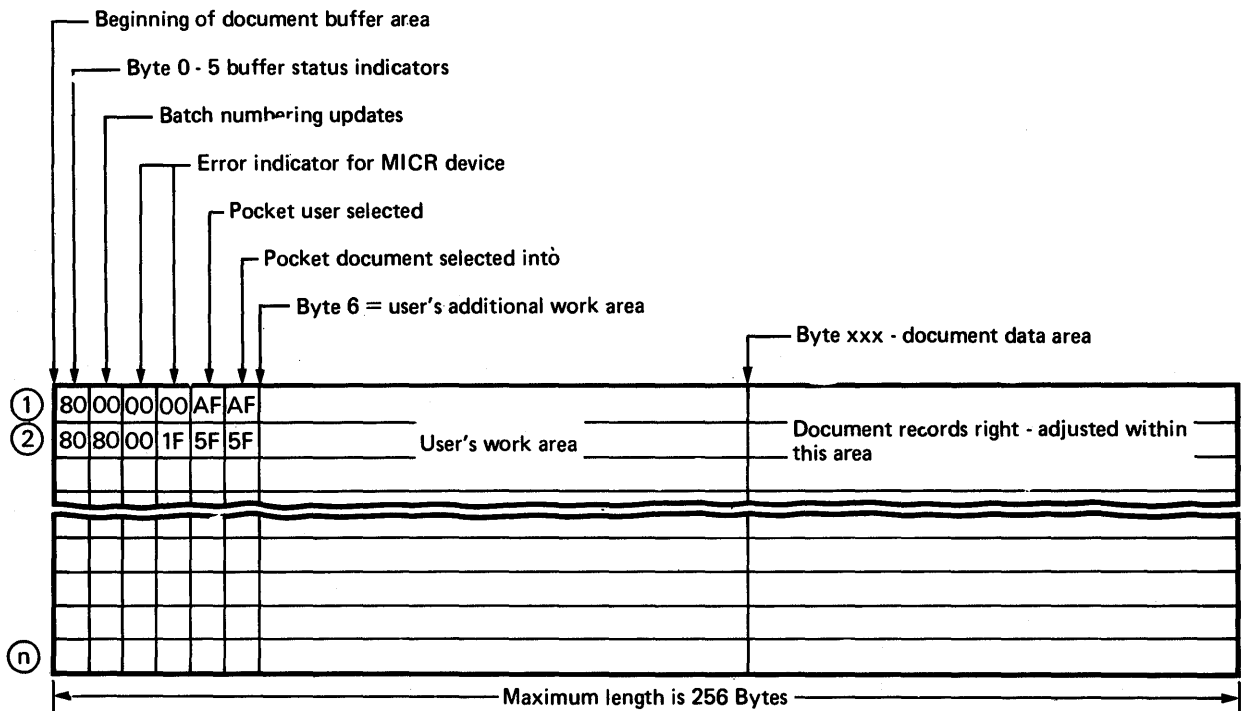 Beginning of document buffer area
Byte 0 - 5 buffer status indicators
Batch numbering updates
Error indicator for MICR device
Pocket user selected
Pocket document selected into
Byte 6 = user's additional work area
Byte xxx - document data area
1 80 00 00 00 AF AF
2 80 80 00 1F 5F 5F
User's work area
Document records right - adjusted within
this area
n
Maximum length is 256 Bytes